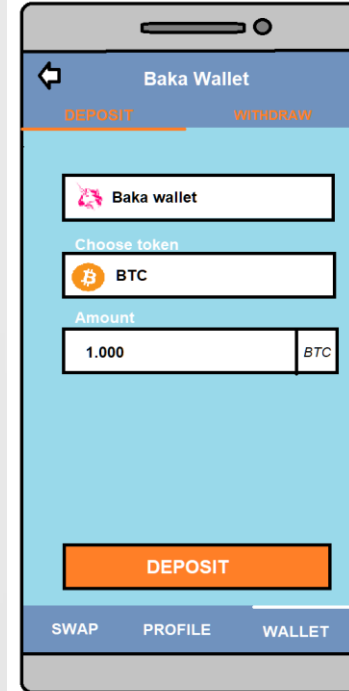 Baka Wallet
DEPOSIT WITHDRAW
Baka wallet
Choose token
BTC
Amount
1.000 BTC
DEPOSIT
SWAP PROFILE WALLET